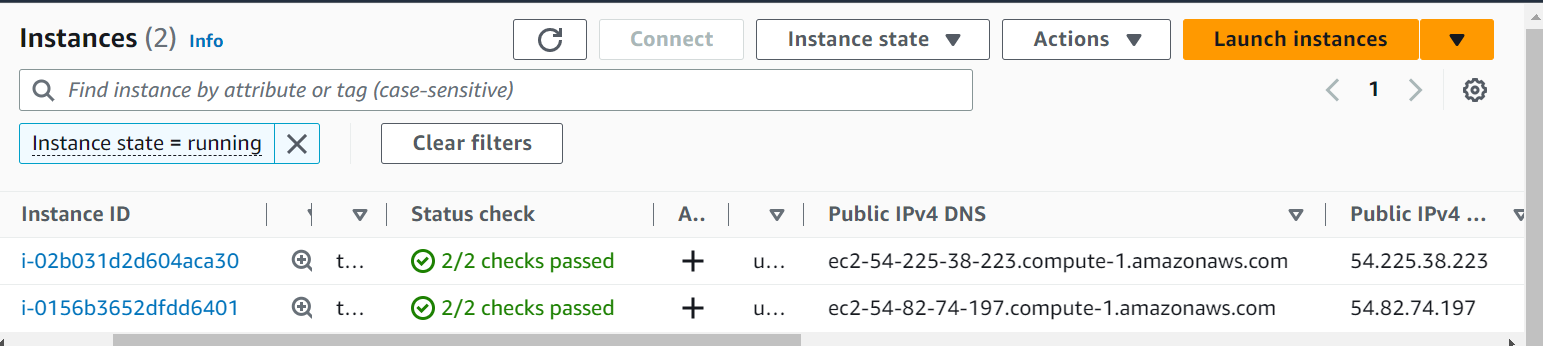 Instances (2) Info
Connect
Instance state
Actions
Launch instances
Find instance by attribute or tag (case-sensitive)
1
Instance state = running
Clear filters
Instance ID Status check A.. Public IPv4 DNS Public IPv4 ...
i-02b031d2d604aca30 t... 2/2 checks passed u... ec2-54-225-38-223.compute-1.amazonaws.com 54.225.38.223
i-0156b3652dfdd6401 t... 2/2 checks passed u... ec2-54-82-74-197.compute-1.amazonaws.com 54.82.74.197